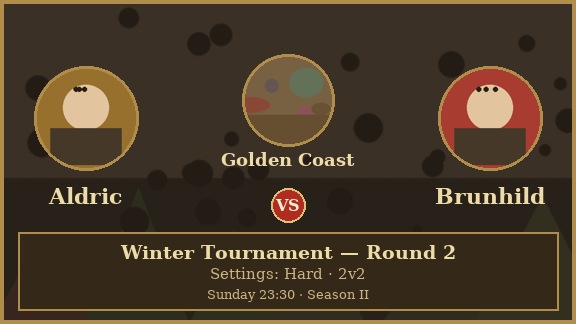 Golden Coast
Aldric
VS
Brunhild
Winter Tournament — Round 2
Settings: Hard · 2v2
Sunday 23:30 · Season II